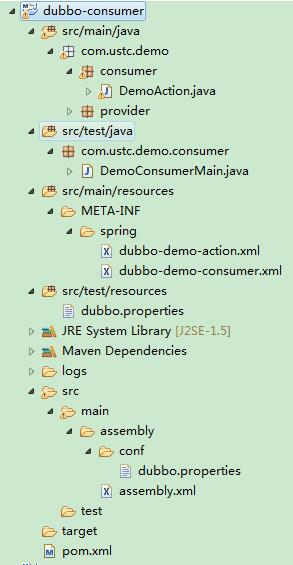 dubbo-consumer
src/main/java
com.ustc.demo
consumer
DemoAction.java
provider
src/test/java
com.ustc.demo.consumer
DemoConsumerMain.java
src/main/resources
META-INF
spring
dubbo-demo-action.xml
dubbo-demo-consumer.xml
src/test/resources
dubbo.properties
JRE System Library [J2SE-1.5]
Maven Dependencies
logs
src
main
assembly
conf
dubbo.properties
assembly.xml
test
target
pom.xml